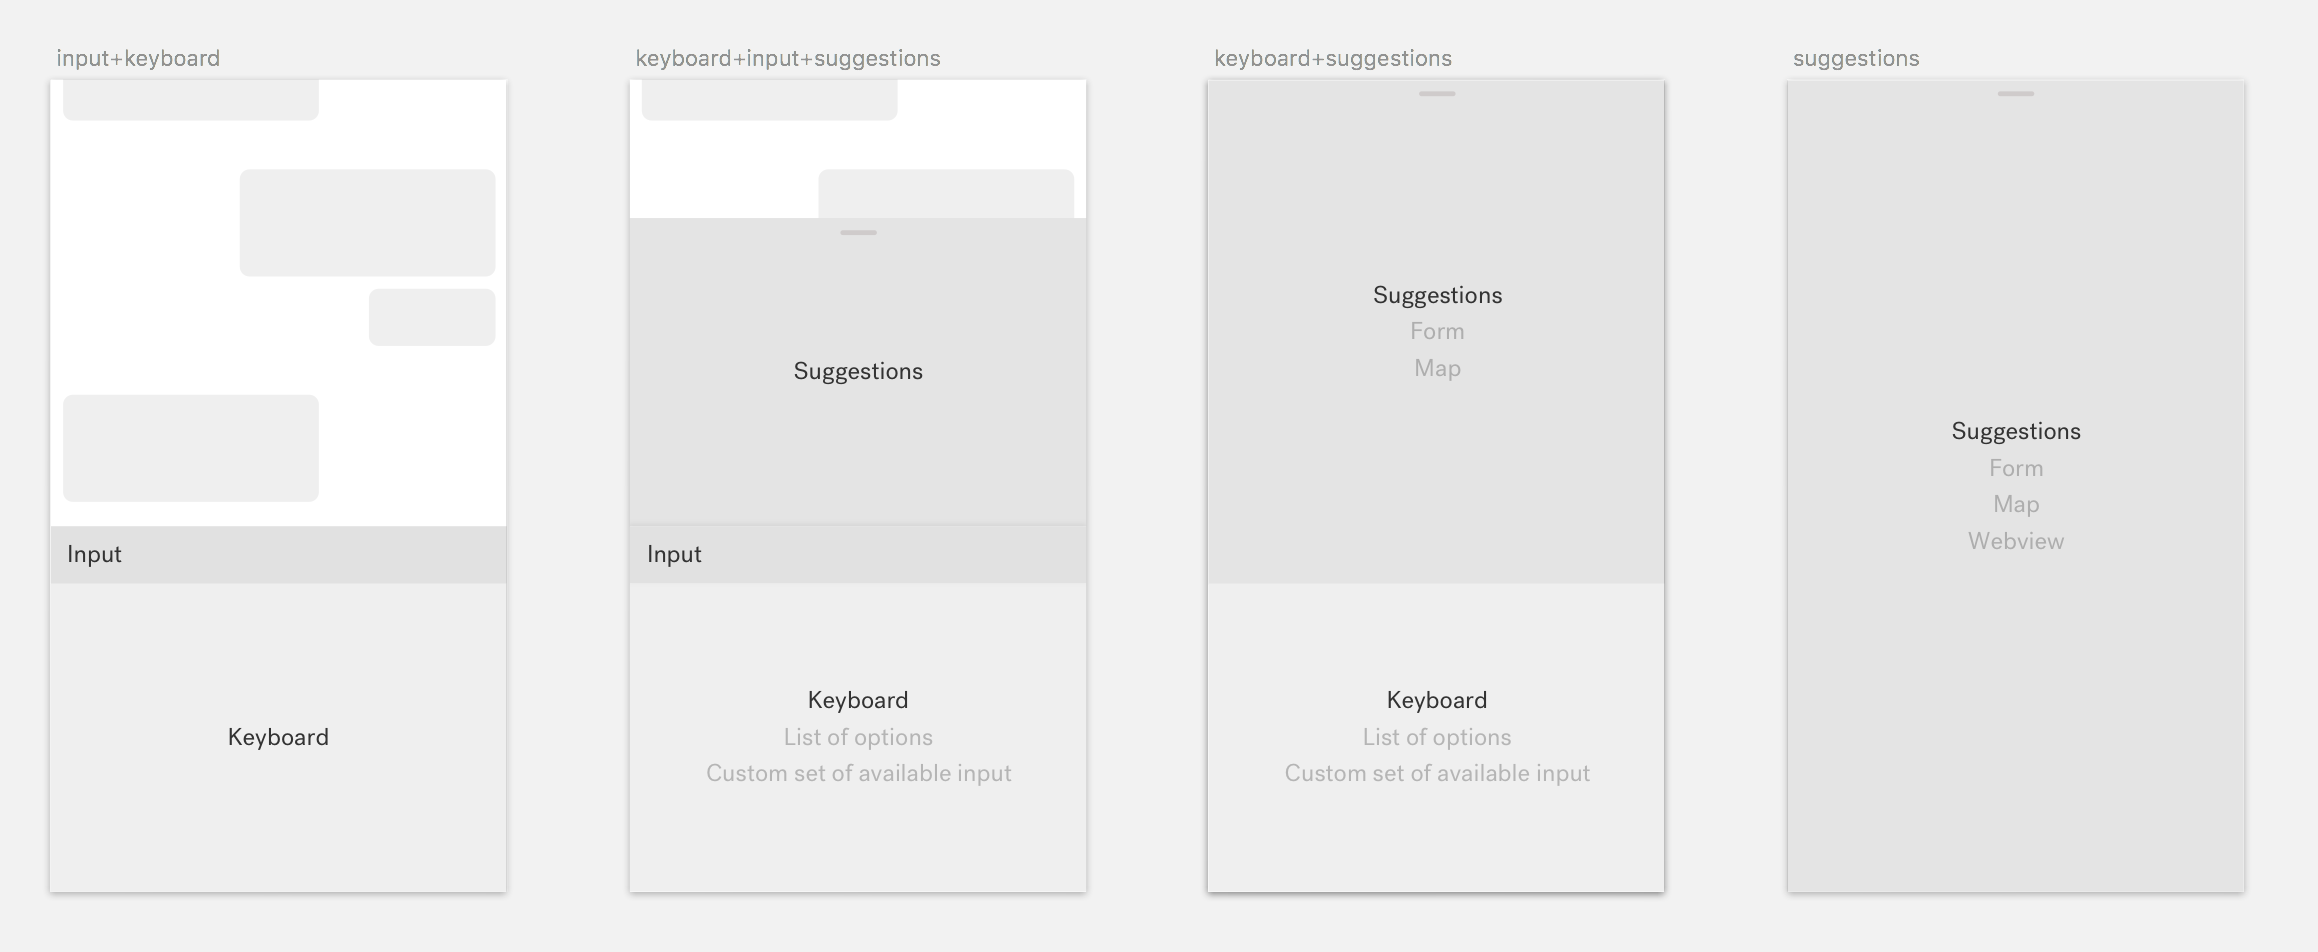 input+keyboard
Input
Keyboard
keyboard+input+suggestions
Suggestions
Input
Keyboard
List of options
Custom set of available input
keyboard+suggestions
Suggestions
Form
Map
Keyboard
List of options
Custom set of available input
suggestions
Suggestions
Form
Map
Webview